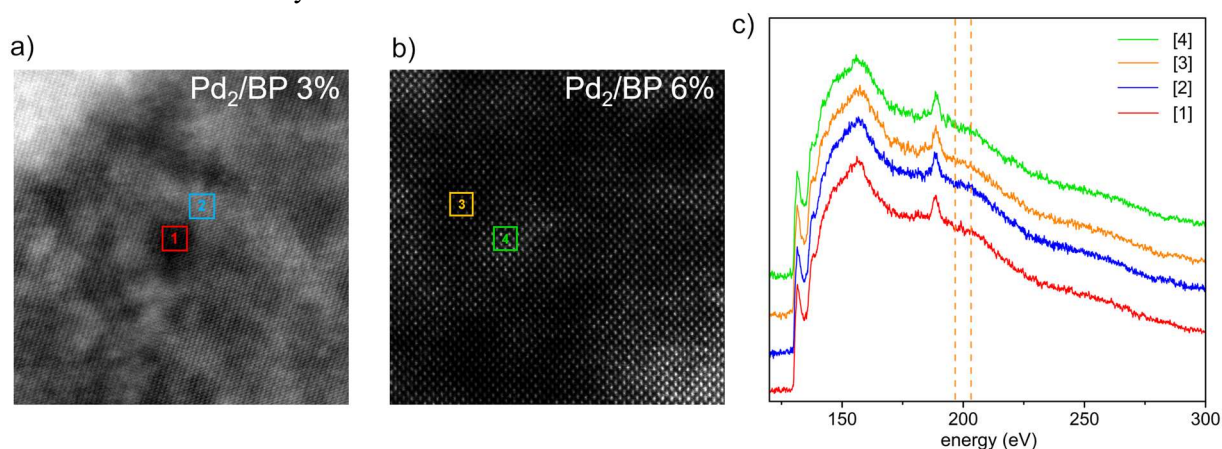 a)
Pd₂/BP 3%
2
1
b)
Pd₂/BP 6%
3
4
c)
[4]
[3]
[2]
[1]
150
200
250
300
energy (eV)